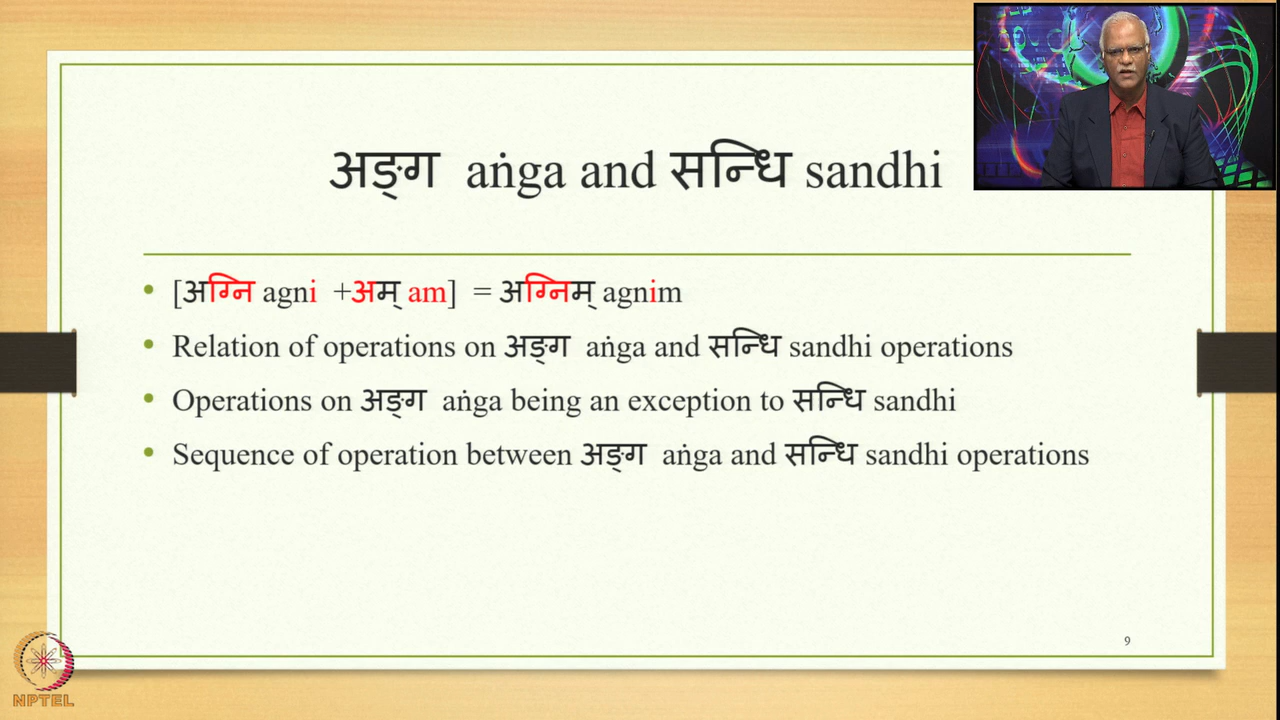 अङ्ग aṅga and सन्धि sandhi
[अग्नि agni +अम् am] = अग्निम् agnim
Relation of operations on अङ्ग aṅga and सन्धि sandhi operations
Operations on अङ्ग aṅga being an exception to सन्धि sandhi
Sequence of operation between अङ्ग aṅga and सन्धि sandhi operations
9
NPTEL